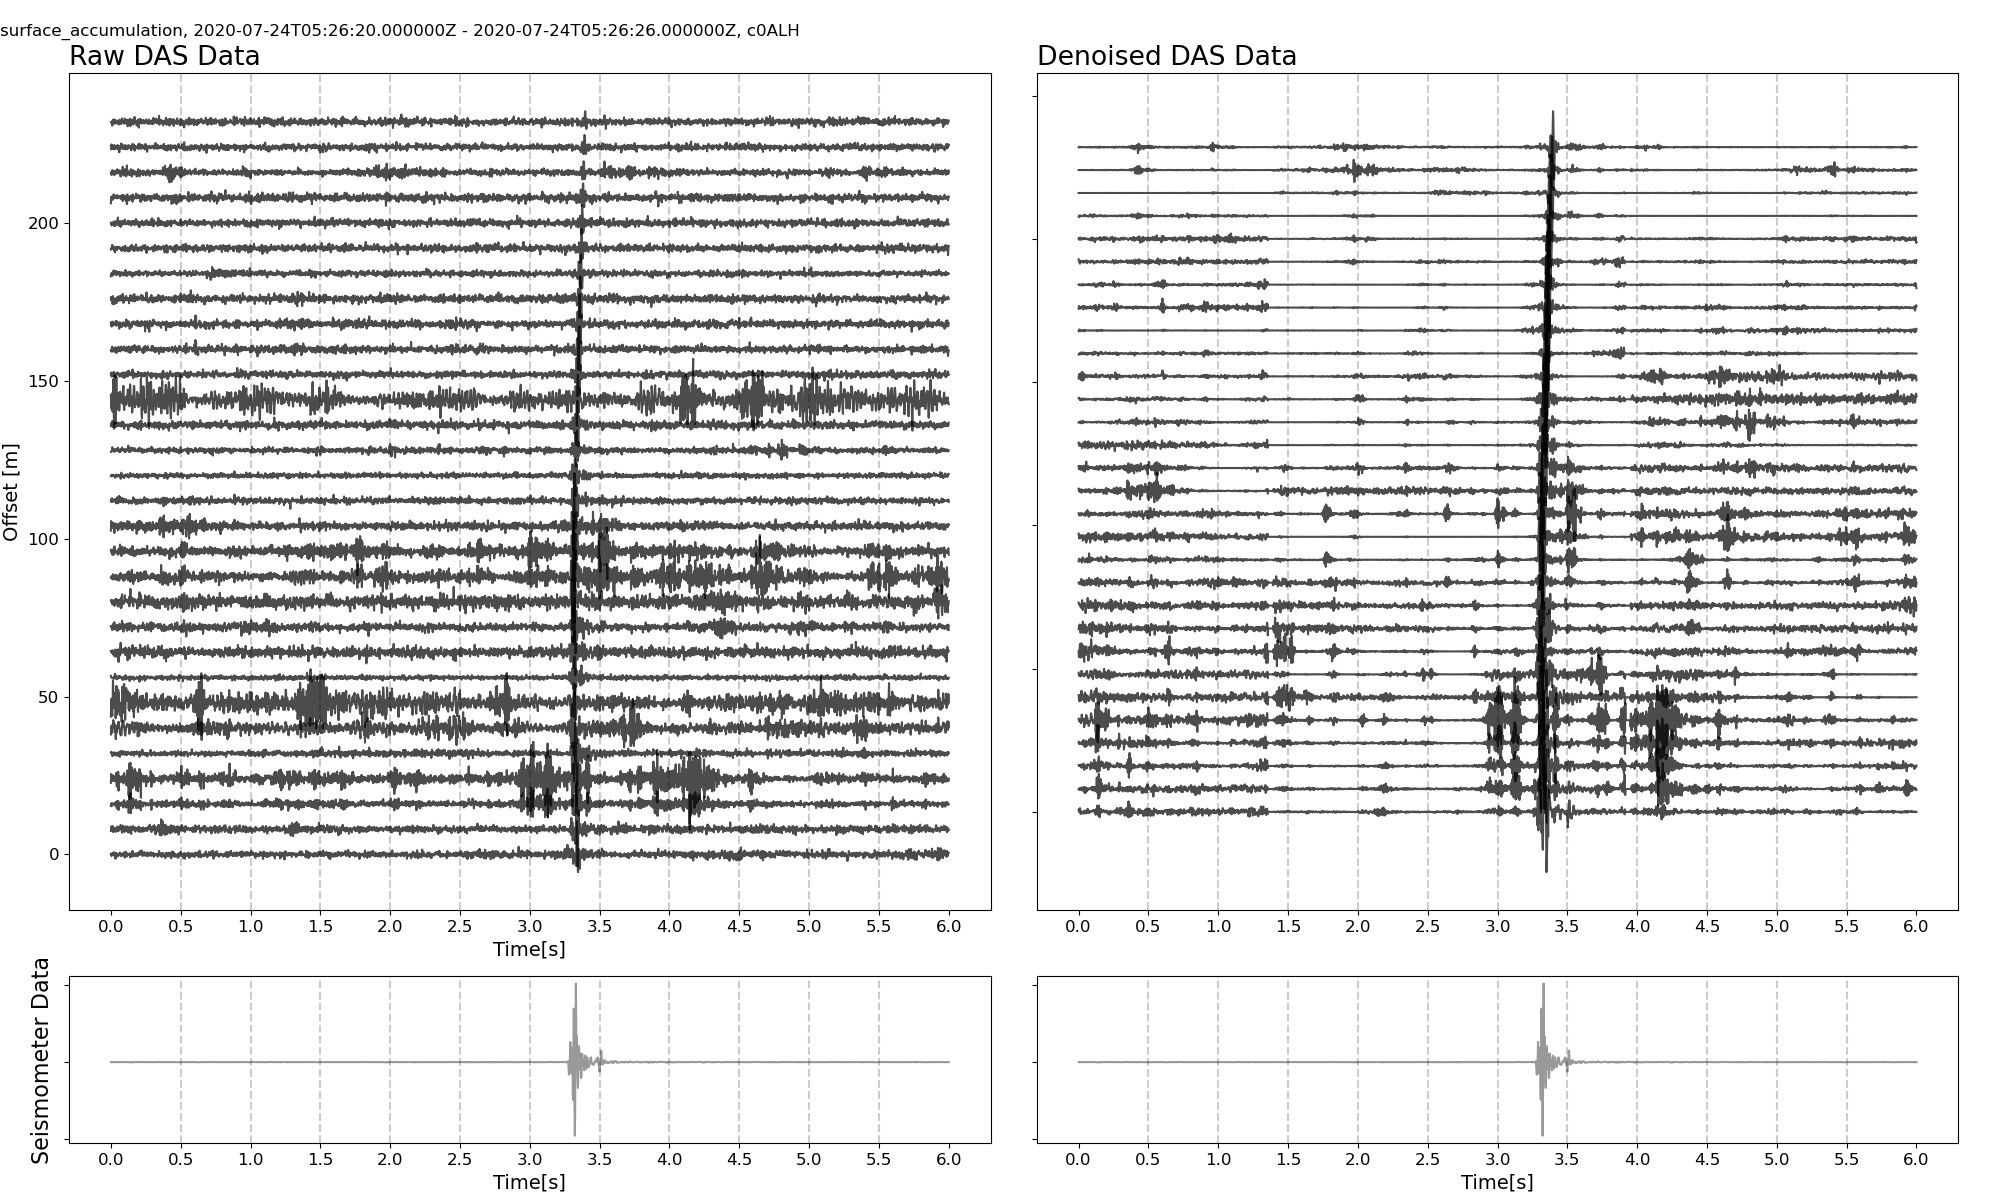 surface_accumulation, 2020-07-24T05:26:20.000000Z - 2020-07-24T05:26:26.000000Z, c0ALH
Raw DAS Data
Denoised DAS Data
Offset [m]
200
150
100
50
0
0.0 0.5 1.0 1.5 2.0 2.5 3.0 3.5 4.0 4.5 5.0 5.5 6.0
Time[s]
0.0 0.5 1.0 1.5 2.0 2.5 3.0 3.5 4.0 4.5 5.0 5.5 6.0
Seismometer Data
0.0 0.5 1.0 1.5 2.0 2.5 3.0 3.5 4.0 4.5 5.0 5.5 6.0
Time[s]
0.0 0.5 1.0 1.5 2.0 2.5 3.0 3.5 4.0 4.5 5.0 5.5 6.0
Time[s]